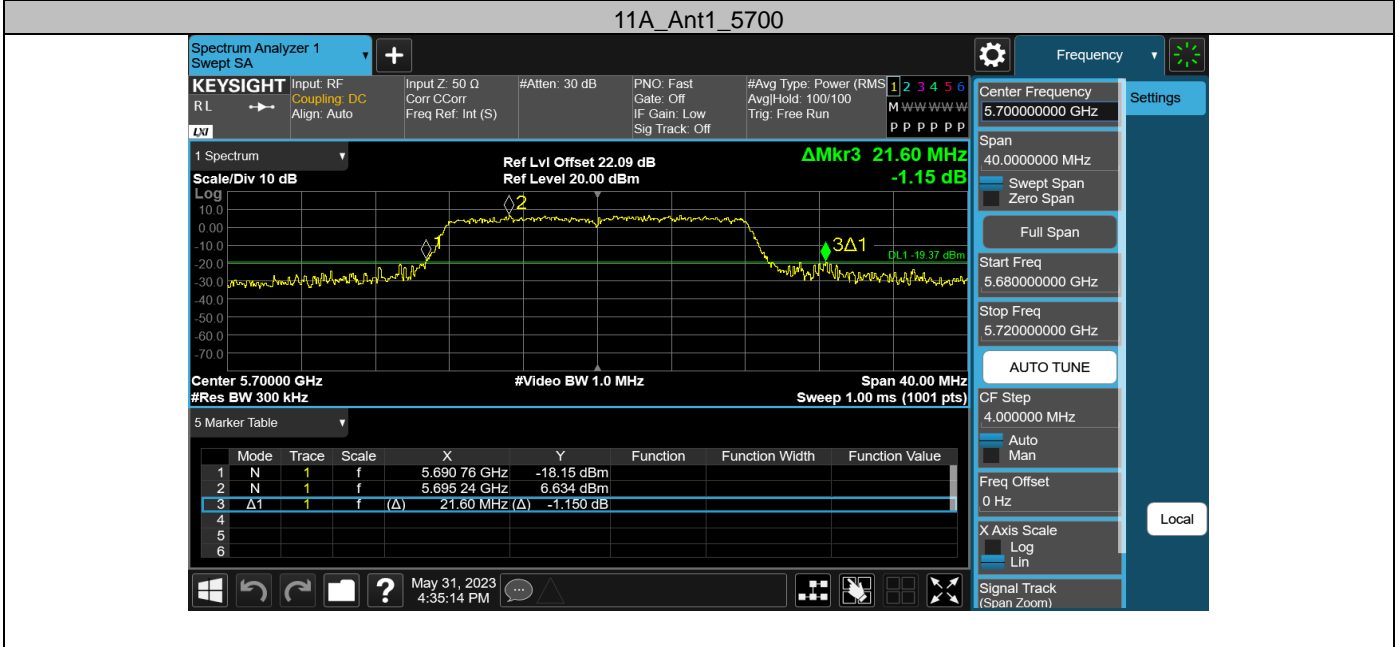 11A_Ant1_5700
Spectrum Analyzer 1
Swept SA
+
Frequency
KEYSIGHT
RL
LXI
Input: RF
Coupling: DC
Align: Auto
Input Z: 50 Ω
Corr CCorr
Freq Ref: Int (S)
#Atten: 30 dB
PNO: Fast
Gate: Off
IF Gain: Low
Sig Track: Off
#Avg Type: Power (RMS
Avg|Hold: 100/100
Trig: Free Run
1 2 3 4 5 6
M W W W W W
P P P P P P
1 Spectrum
Scale/Div 10 dB
Ref Lvl Offset 22.09 dB
Ref Level 20.00 dBm
ΔMkr3 21.60 MHz
-1.15 dB
Log
10.0
0.00
-10.0
-20.0
-30.0
-40.0
-50.0
-60.0
-70.0
1
2
3Δ1
DL1 -19.37 dBm
Center 5.70000 GHz
#Video BW 1.0 MHz
Span 40.00 MHz
#Res BW 300 kHz
Sweep 1.00 ms (1001 pts)
5 Marker Table
Mode Trace Scale X Y Function Function Width Function Value
1 N 1 f 5.690 76 GHz -18.15 dBm
2 N 1 f 5.695 24 GHz 6.634 dBm
3 Δ1 1 f (Δ) 21.60 MHz (Δ) -1.150 dB
4
5
6
?
May 31, 2023
4:35:14 PM
Center Frequency
5.700000000 GHz
Settings
Span
40.0000000 MHz
Swept Span
Zero Span
Full Span
Start Freq
5.680000000 GHz
Stop Freq
5.720000000 GHz
AUTO TUNE
CF Step
4.000000 MHz
Auto
Man
Freq Offset
0 Hz
Local
X Axis Scale
Log
Lin
Signal Track
(Span Zoom)